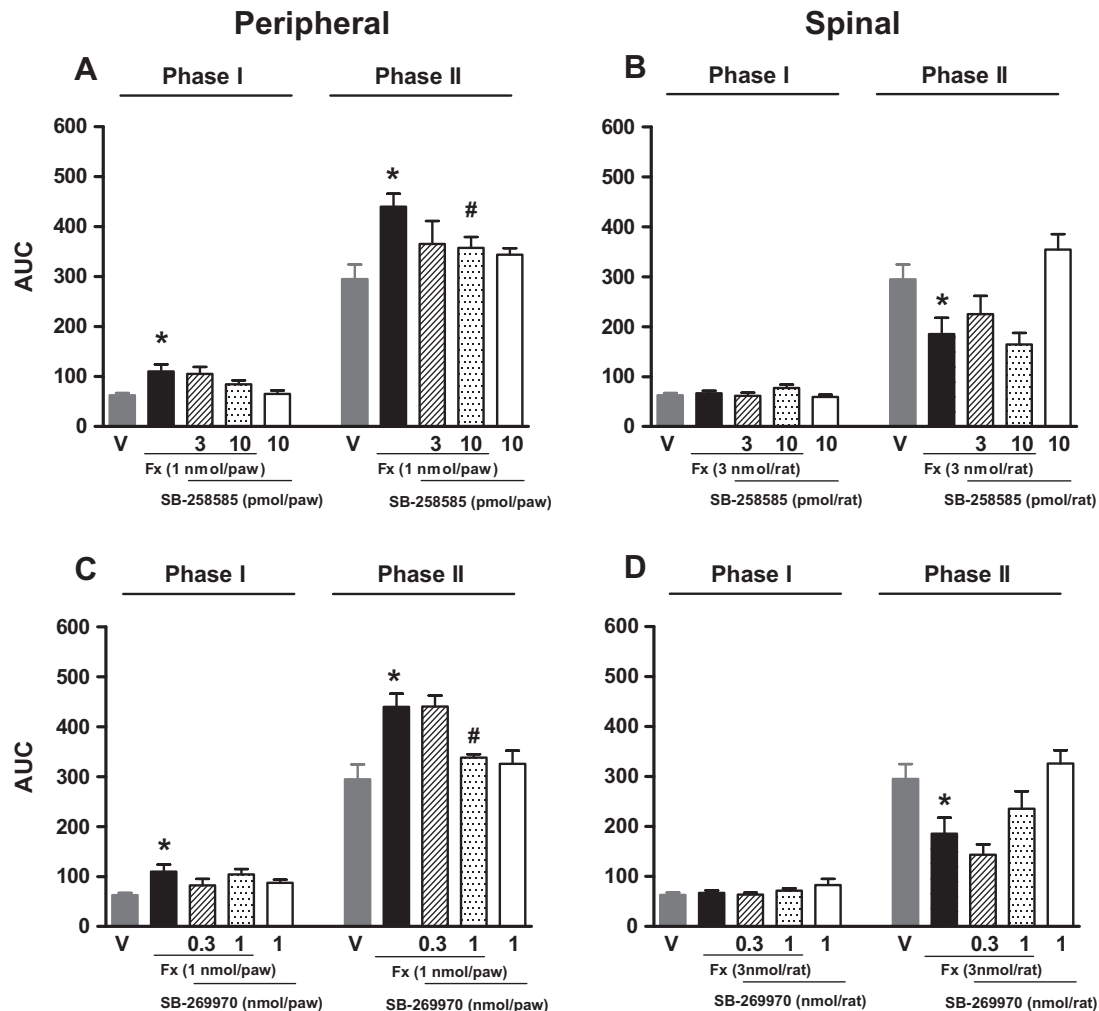 Peripheral
Spinal
A
Phase I
Phase II
600
500
400
300
200
100
0
AUC
*
*
#
V
3
10
10
V
3
10
10
Fx (1 nmol/paw)
Fx (1 nmol/paw)
SB-258585 (pmol/paw)
SB-258585 (pmol/paw)
B
Phase I
Phase II
600
500
400
300
200
100
0
*
V
3
10
10
V
3
10
10
Fx (3 nmol/rat)
Fx (3 nmol/rat)
SB-258585 (pmol/rat)
SB-258585 (pmol/rat)
C
Phase I
Phase II
600
500
400
300
200
100
0
AUC
*
*
#
V
0.3
1
1
V
0.3
1
1
Fx (1 nmol/paw)
Fx (1 nmol/paw)
SB-269970 (nmol/paw)
SB-269970 (nmol/paw)
D
Phase I
Phase II
600
500
400
300
200
100
0
*
V
0.3
1
1
V
0.3
1
1
Fx (3nmol/rat)
Fx (3nmol/rat)
SB-269970 (nmol/rat)
SB-269970 (nmol/rat)